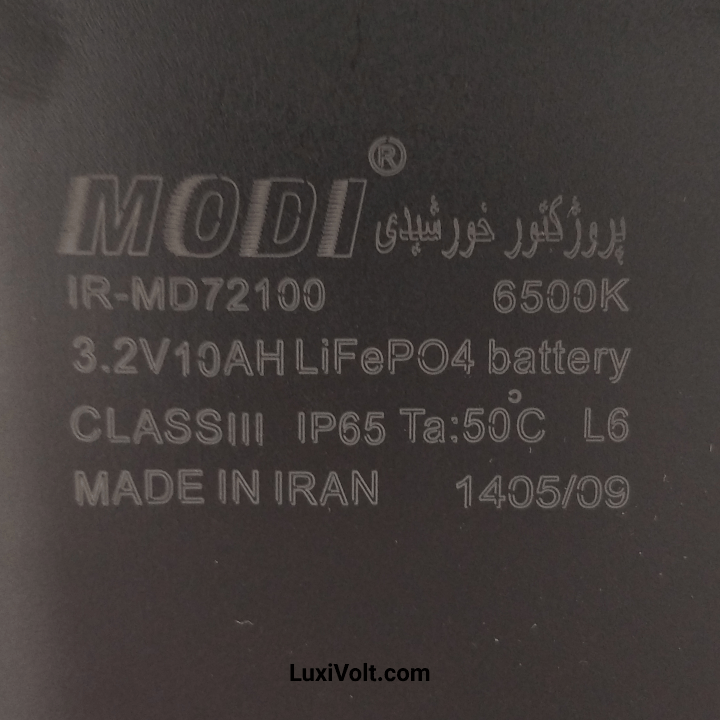 MODI® پروژکتور خورشیدی
IR-MD72100 6500K
3.2V10AH LiFePO4 battery
CLASSIII IP65 Ta:50°C L6
MADE IN IRAN 1405/09
LuxiVolt.com